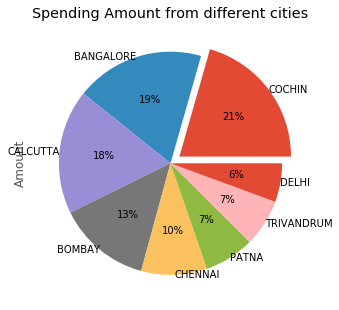 Spending Amount from different cities
BANGALORE
COCHIN
19%
21%
CALCUTTA
18%
Amount
6%
DELHI
7%
13%
7%
TRIVANDRUM
10%
BOMBAY
PATNA
CHENNAI